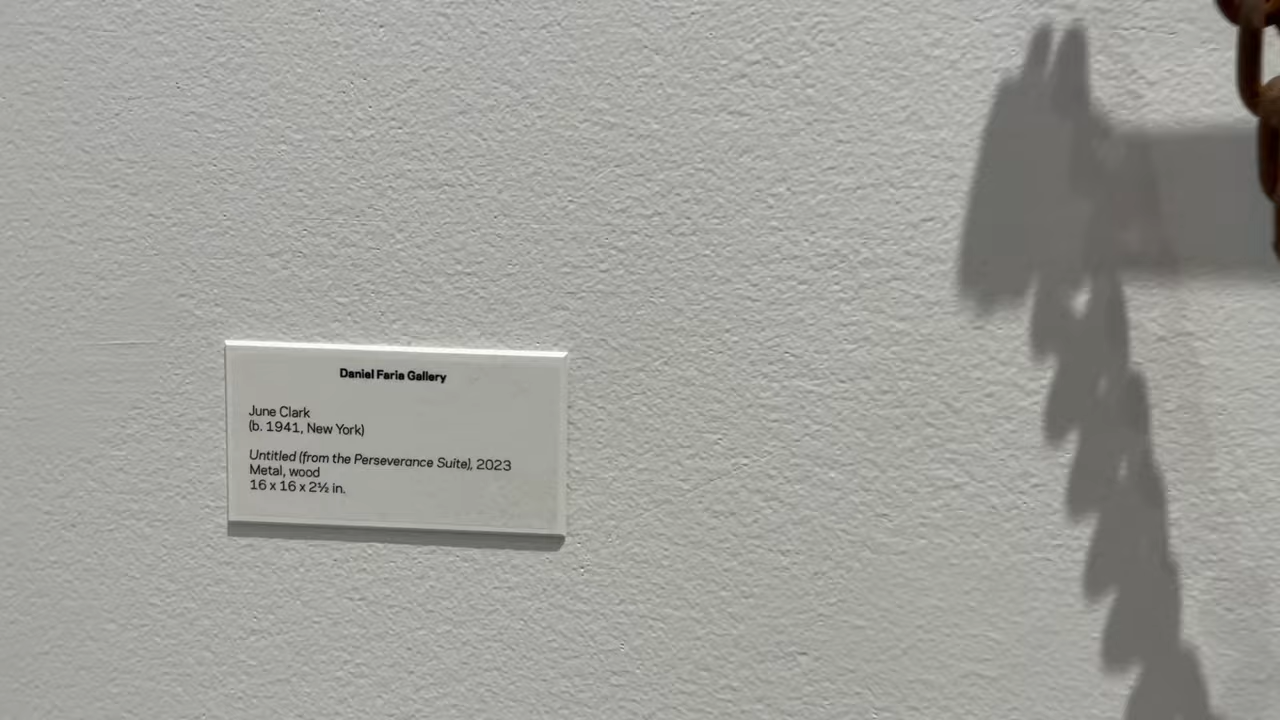 Daniel Faria Gallery
June Clark
(b. 1941, New York)
Untitled (from the Perseverance Suite), 2023
Metal, wood
16 x 16 x 2½ in.